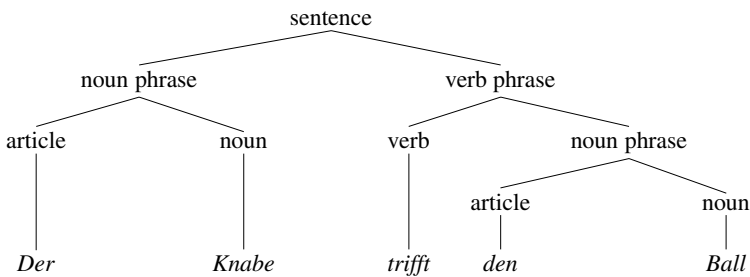 sentence
noun phrase verb phrase
article noun verb noun phrase
article noun
Der Knabe trifft den Ball